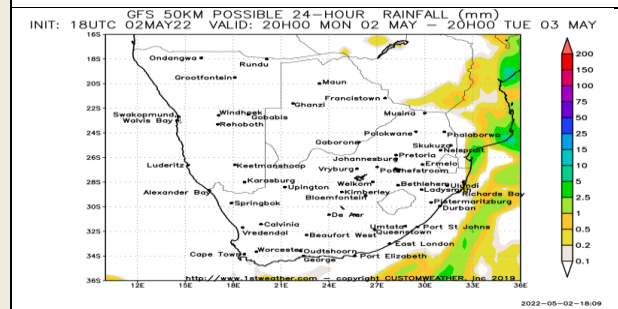 GFS 50KM POSSIBLE 24-HOUR RAINFALL (mm)
INIT: 18UTC 02MAY22 VALID: 20H00 MON 02 MAY - 20H00 TUE 03 MAY
16S
Ondangwa
Rundu
18S
Grootfontein
Maun
20S
Francistown
Ghanzi
22S
Musina
Windhoek
Gobabis
Swakopmund
Walvis Bay
Rehoboth
24S
Polokwane
Phalaborwa
Gaborone
Skukuza
Nelspruit
26S
Pretoria
Johannesburg
Luderitz
Keetmanshoop
Vryburg
Potchefstroom
Ermelo
28S
Karasburg
Upington
Welkom
Bethlehem
Ulundi
Alexander Bay
Kimberley
Ladysmith
Richards Bay
Bloemfontein
30S
Springbok
Pietermaritzburg
Durban
De Aar
32S
Calvinia
Vredendal
Beaufort West
Umtata
Port St Johns
Queenstown
East London
34S
Cape Town
Worcester
Oudtshoorn
George
Port Elizabeth
http://www.1stweather.com - copyright CUSTOMWEATHER, Inc 2019
36S
12E 15E 18E 21E 24E 27E 30E 33E 36E
200
150
100
75
50
25
15
10
5
2.5
1
0.5
0.2
0.1
2022-05-02-18:09